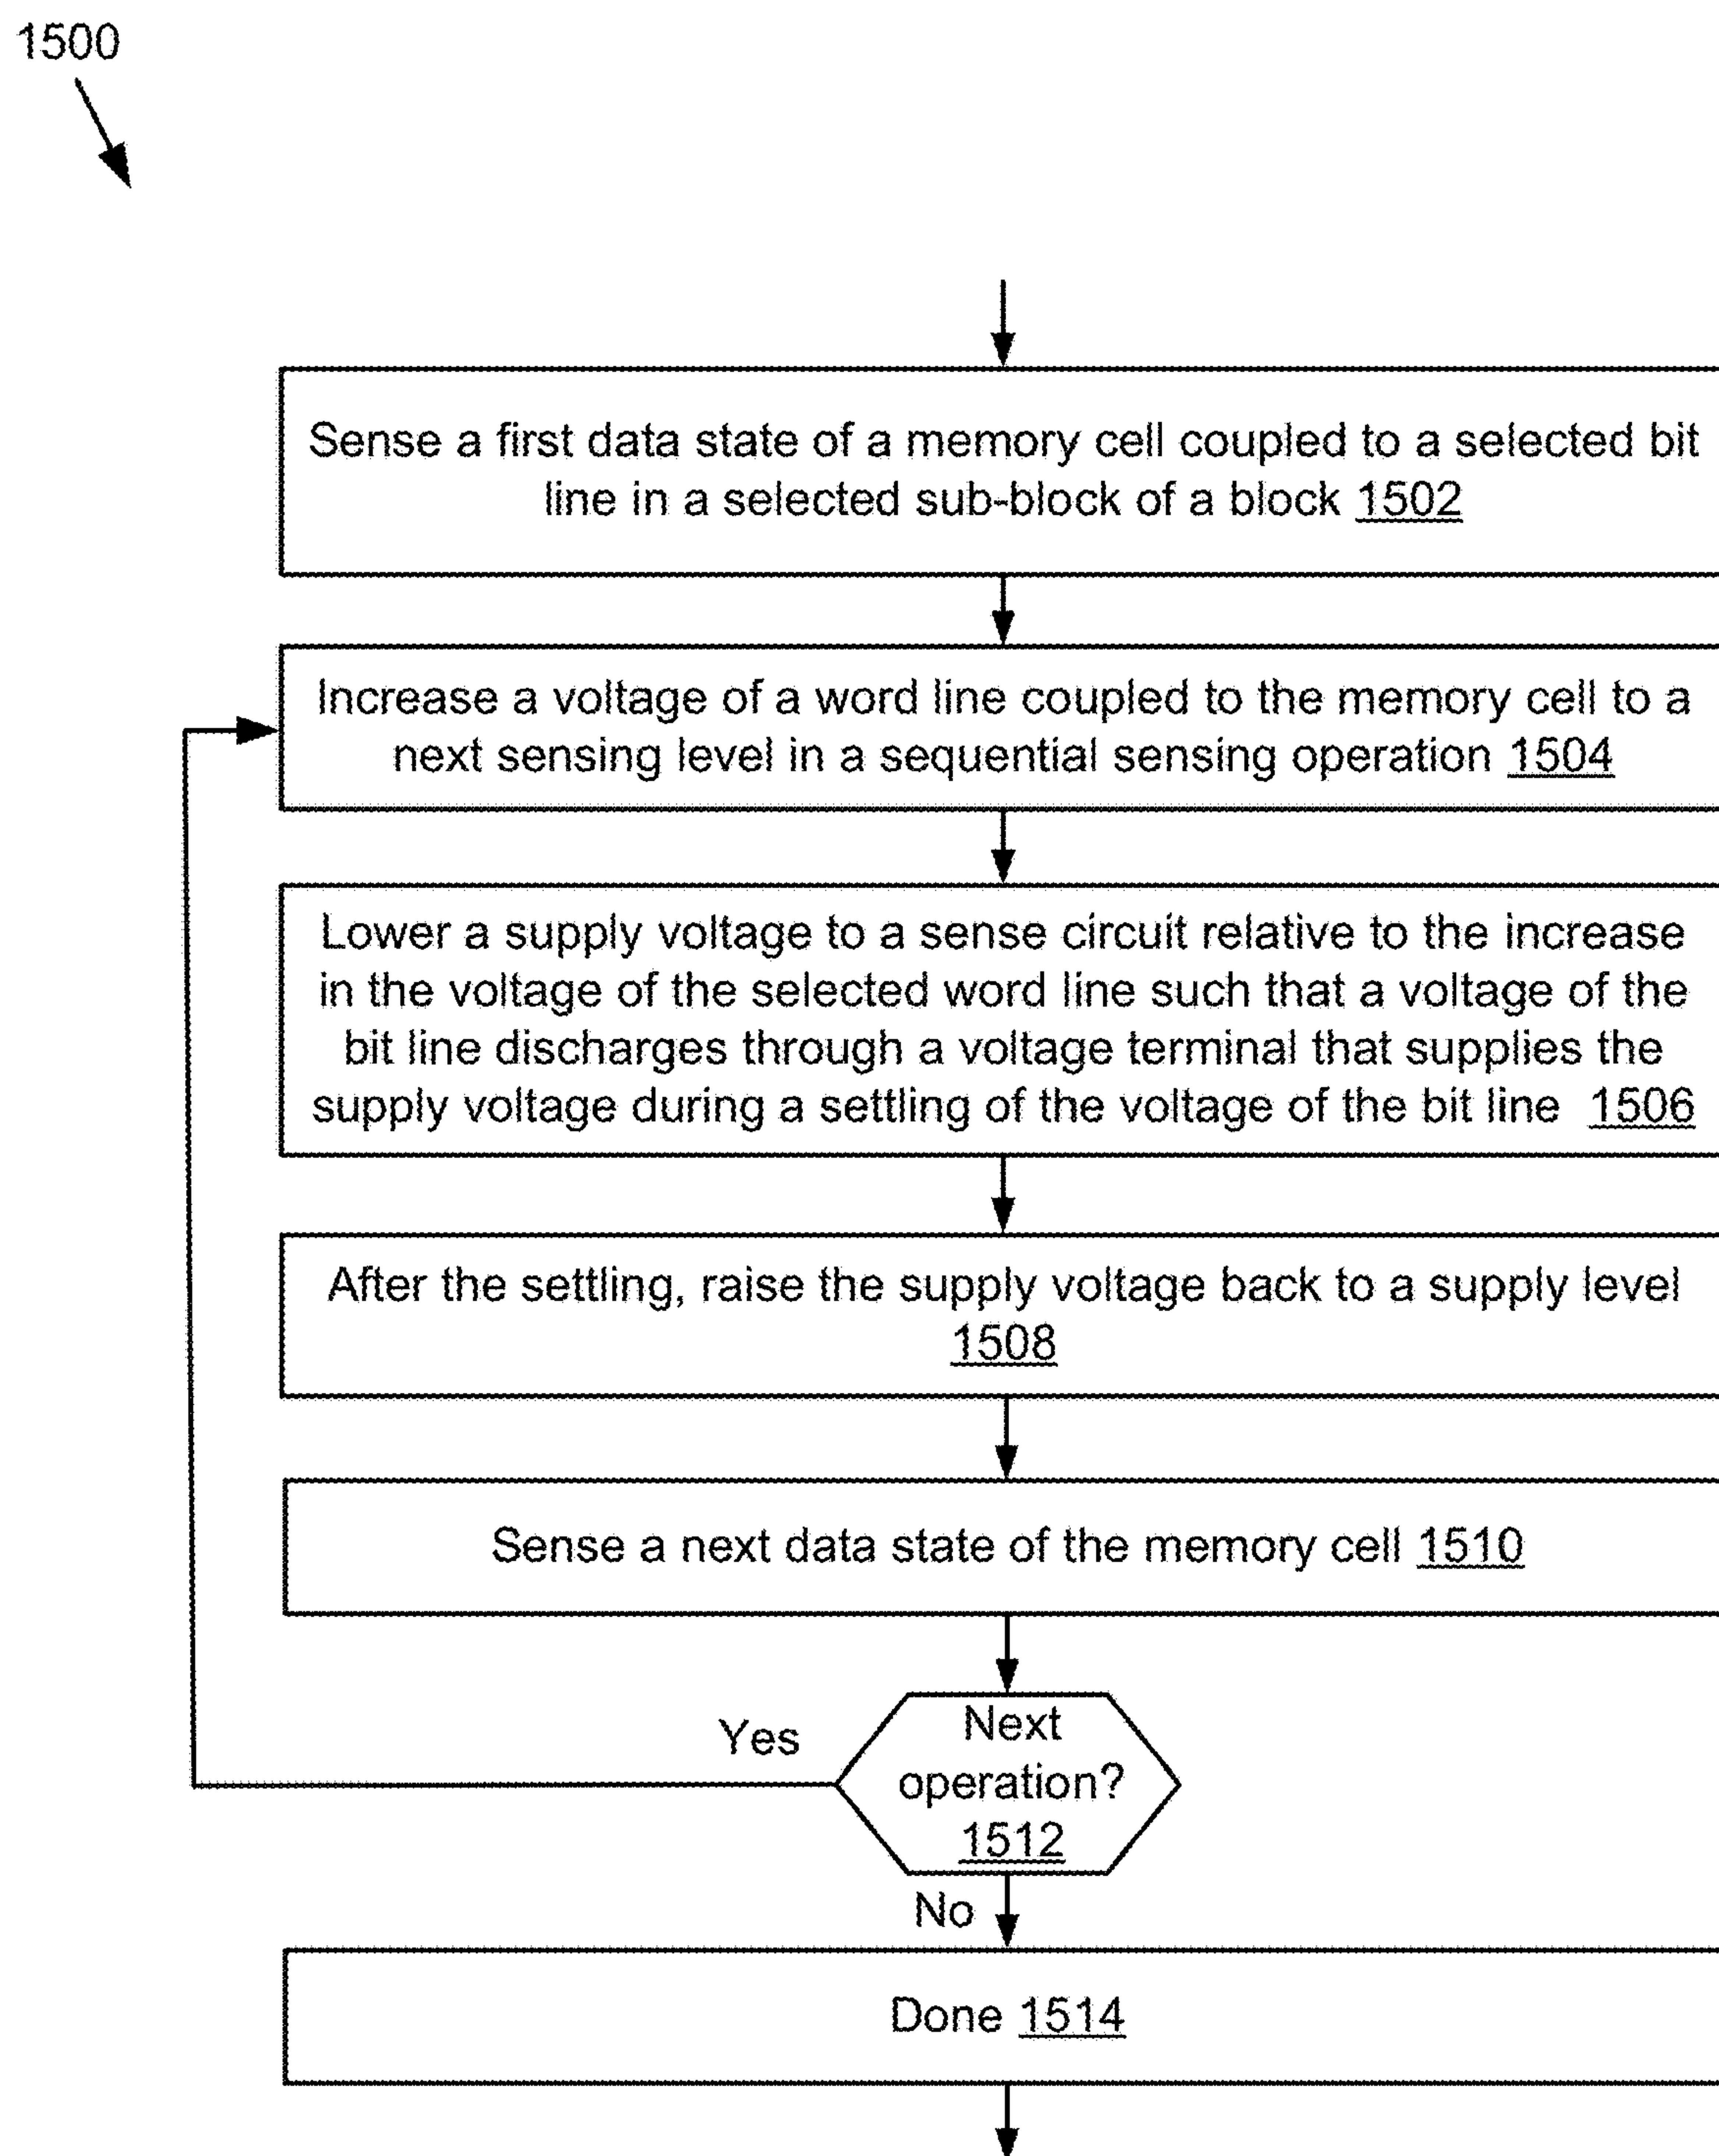 1500
Sense a first data state of a memory cell coupled to a selected bit
line in a selected sub-block of a block 1502
Increase a voltage of a word line coupled to the memory cell to a
next sensing level in a sequential sensing operation 1504
Lower a supply voltage to a sense circuit relative to the increase
in the voltage of the selected word line such that a voltage of the
bit line discharges through a voltage terminal that supplies the
supply voltage during a settling of the voltage of the bit line 1506
After the settling, raise the supply voltage back to a supply level
1508
Sense a next data state of the memory cell 1510
Yes
Next
operation?
1512
No
Done 1514